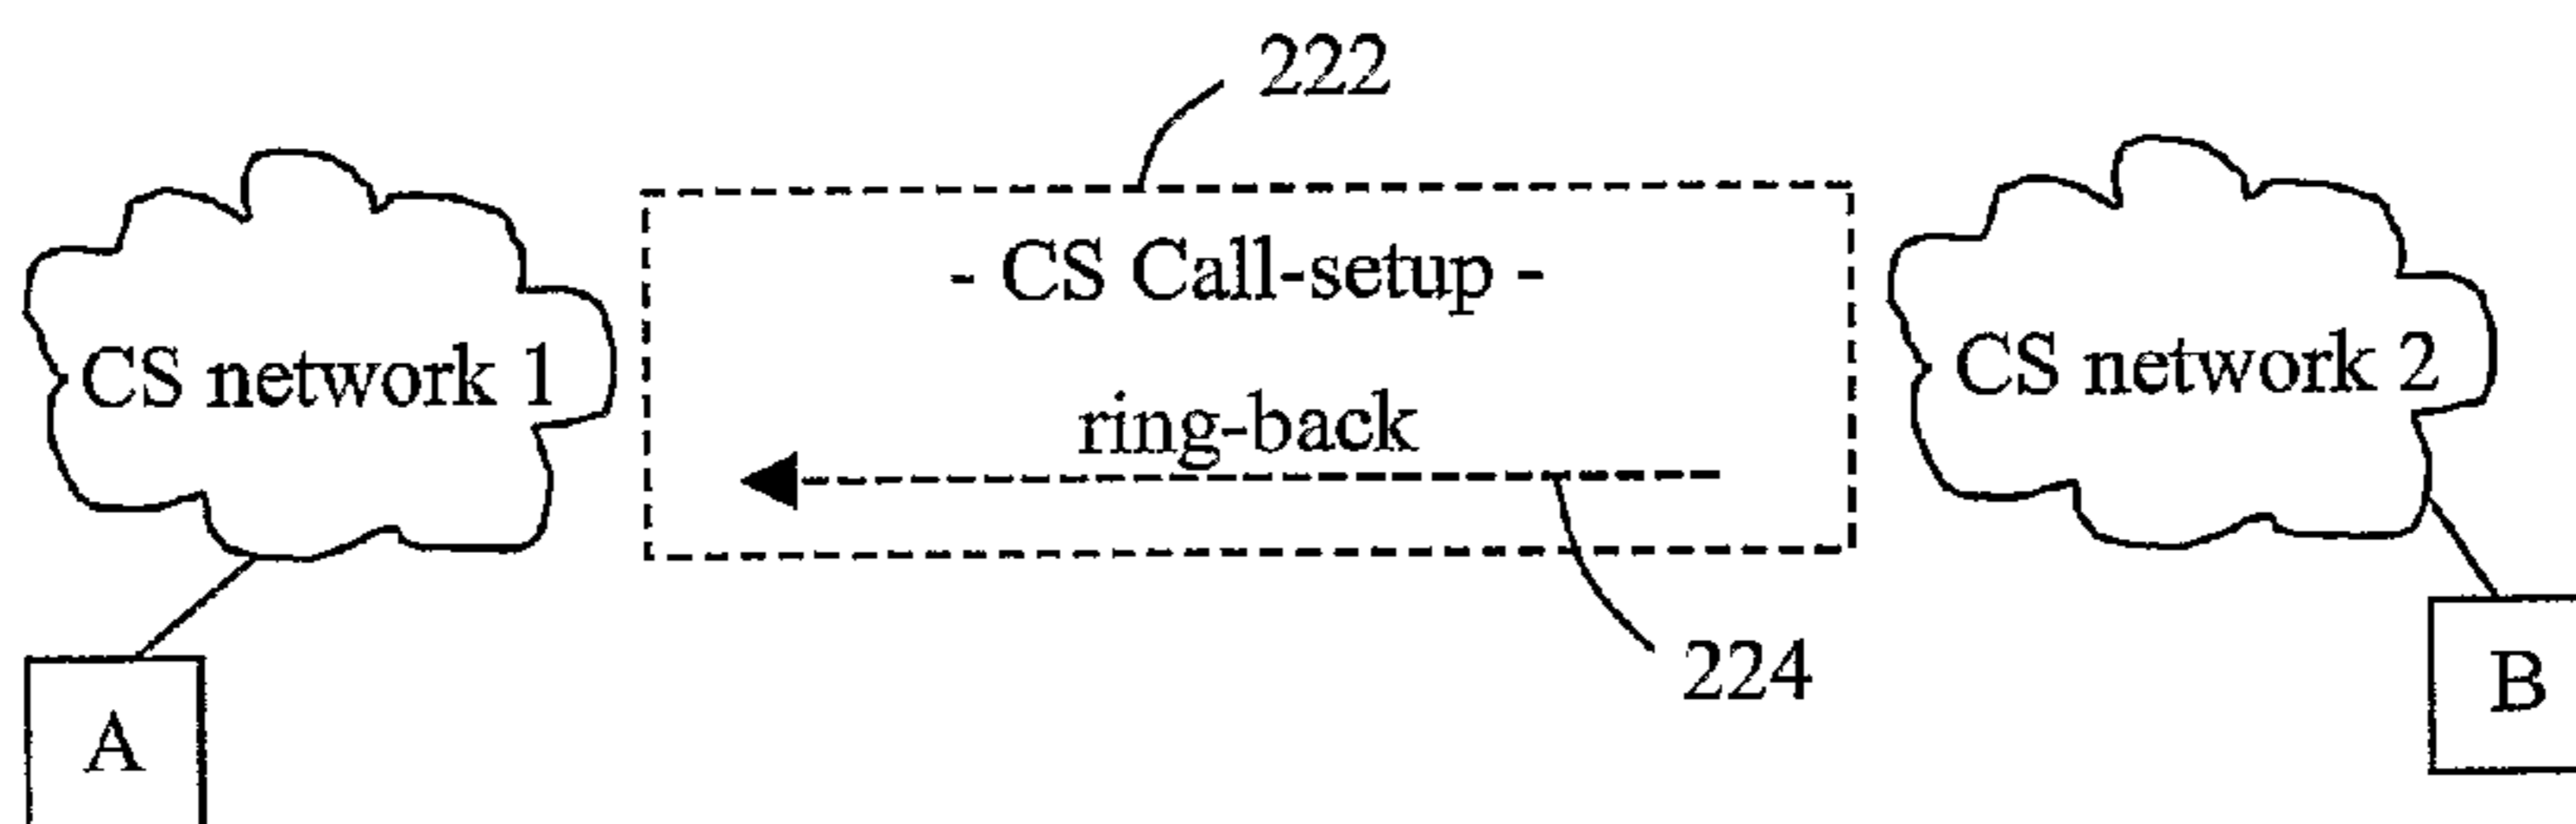 222
- CS Call-setup -
CS network 1
CS network 2
ring-back
224
A
B